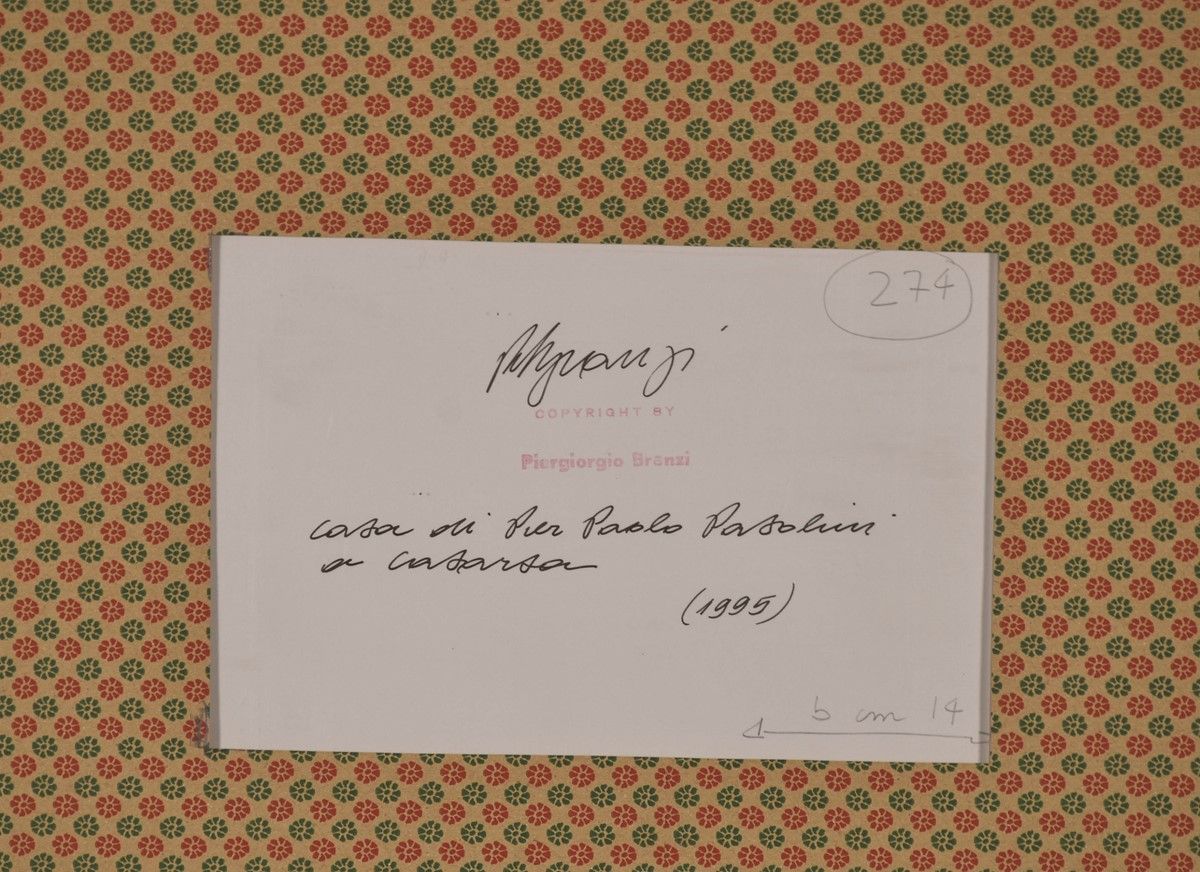 274
PGBranzi
COPYRIGHT BY
Piergiorgio Branzi
casa di Pier Paolo Pasolini
a Casarsa
(1995)
b cm 14